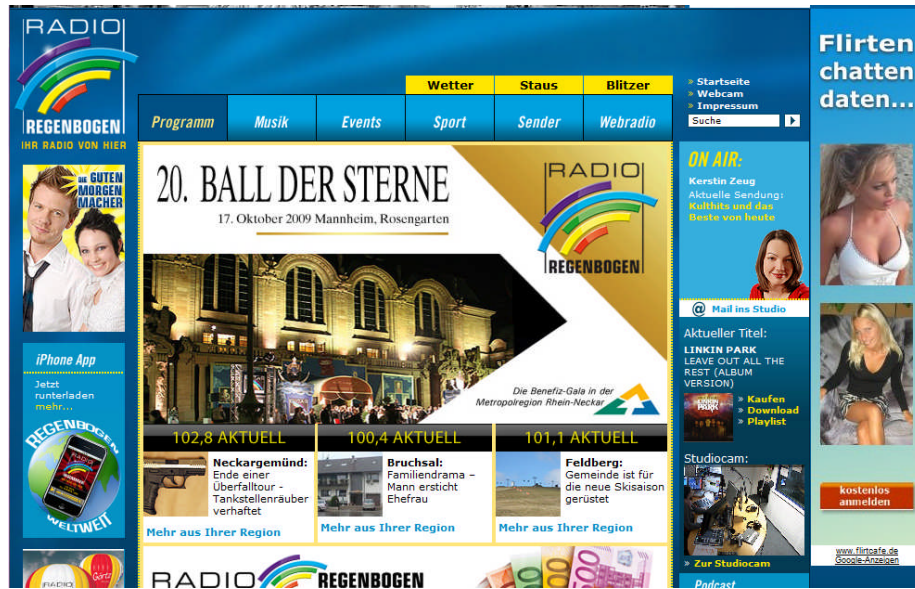 RADIO
REGENBOGEN
IHR RADIO VON HIER
Wetter
Staus
Blitzer
» Startseite
» Webcam
» Impressum
Suche
Programm
Musik
Events
Sport
Sender
Webradio
Flirten
chatten
daten...
DIE GUTEN
MORGEN
MACHER
20. BALL DER STERNE
17. Oktober 2009 Mannheim, Rosengarten
RADIO
REGENBOGEN
Die Benefiz-Gala in der
Metropolregion Rhein-Neckar
ON AIR:
Kerstin Zeug
Aktuelle Sendung:
Kulthits und das
Beste von heute
@ Mail ins Studio
iPhone App
Jetzt
runterladen
mehr...
REGENBOGEN
WELTWEIT
Aktueller Titel:
LINKIN PARK
LEAVE OUT ALL THE
REST (ALBUM
VERSION)
LINKIN
PARK
» Kaufen
» Download
» Playlist
102,8 AKTUELL
Neckargemünd:
Ende einer
Überfalltour -
Tankstellenräuber
verhaftet
Mehr aus Ihrer Region
100,4 AKTUELL
Bruchsal:
Familiendrama –
Mann ersticht
Ehefrau
Mehr aus Ihrer Region
101,1 AKTUELL
Feldberg:
Gemeinde ist für
die neue Skisaison
gerüstet
Mehr aus Ihrer Region
Studiocam:
» Zur Studiocam
Podcast
kostenlos
anmelden
www.flirtcafe.de
Google-Anzeigen
RADIO
Görtz
RADIO
REGENBOGEN
500